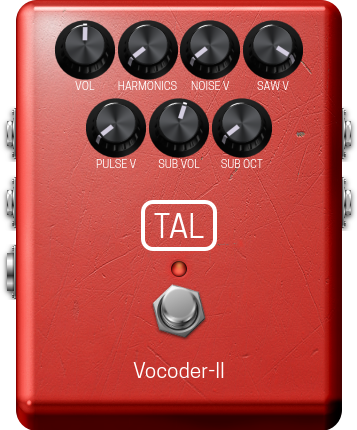 VOL HARMONICS NOISE V SAW V
PULSE V SUB VOL SUB OCT
TAL
Vocoder-II